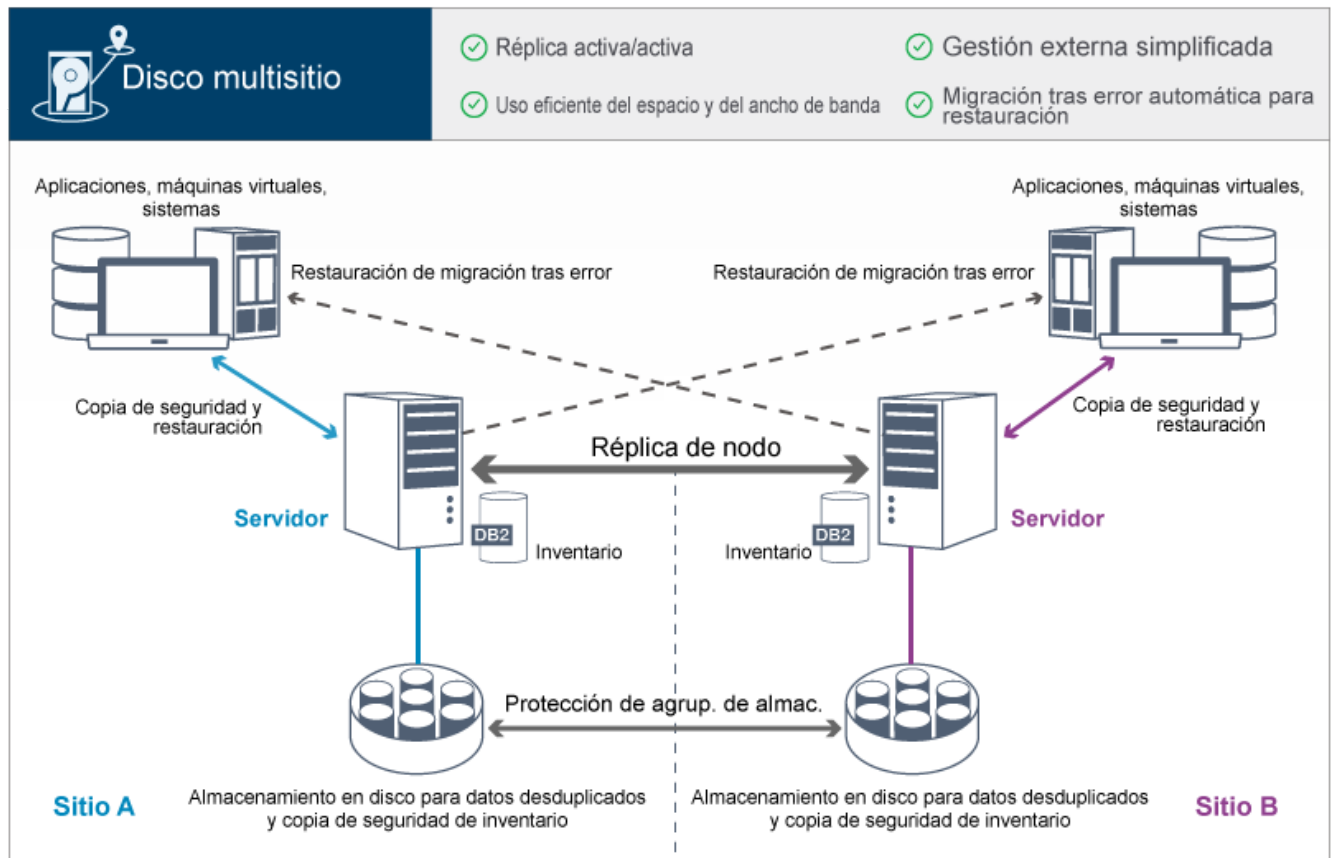 Disco multisitio
Réplica activa/activa
Gestión externa simplificada
Uso eficiente del espacio y del ancho de banda
Migración tras error automática para
restauración
Aplicaciones, máquinas virtuales,
sistemas
Aplicaciones, máquinas virtuales,
sistemas
Restauración de migración tras error
Restauración de migración tras error
Copia de seguridad y
restauración
Copia de seguridad y
restauración
Réplica de nodo
Servidor
DB2
Inventario
Inventario
DB2
Servidor
Protección de agrup. de almac.
Sitio A
Almacenamiento en disco para datos desduplicados
y copia de seguridad de inventario
Almacenamiento en disco para datos desduplicados
y copia de seguridad de inventario
Sitio B